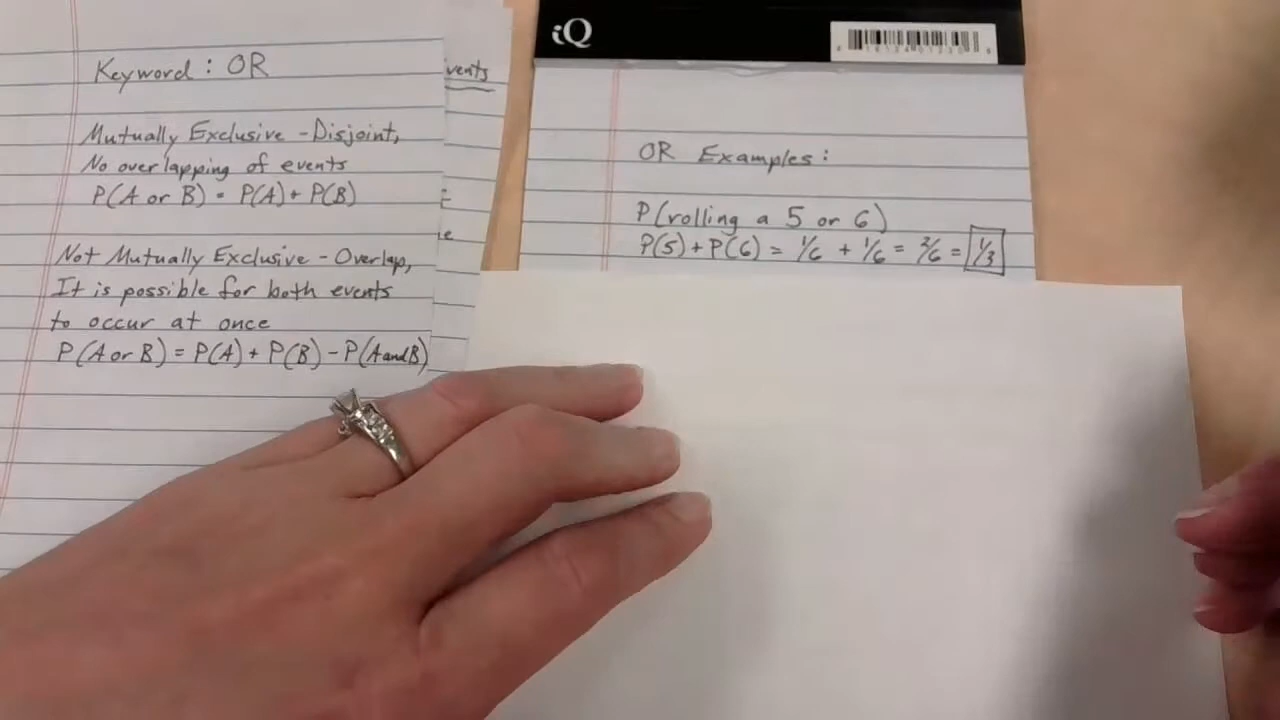 Keyword : OR
Mutually Exclusive - Disjoint,
No overlapping of events
P(A or B) = P(A) + P(B)
Not Mutually Exclusive - Overlap,
It is possible for both events
to occur at once
P(A or B) = P(A) + P(B) - P(A and B)
iQ
OR Examples :
P(rolling a 5 or 6)
P(5) + P(6) = 1/6 + 1/6 = 2/6 = 1/3